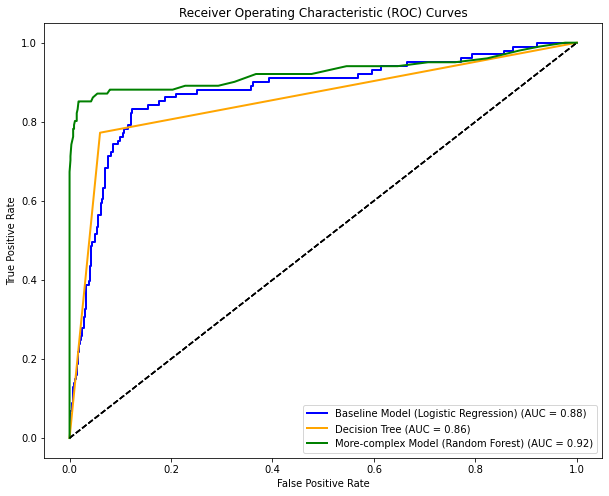 Receiver Operating Characteristic (ROC) Curves
1.0
0.8
0.6
0.4
0.2
0.0
True Positive Rate
Baseline Model (Logistic Regression) (AUC = 0.88)
Decision Tree (AUC = 0.86)
More-complex Model (Random Forest) (AUC = 0.92)
0.0 0.2 0.4 0.6 0.8 1.0
False Positive Rate